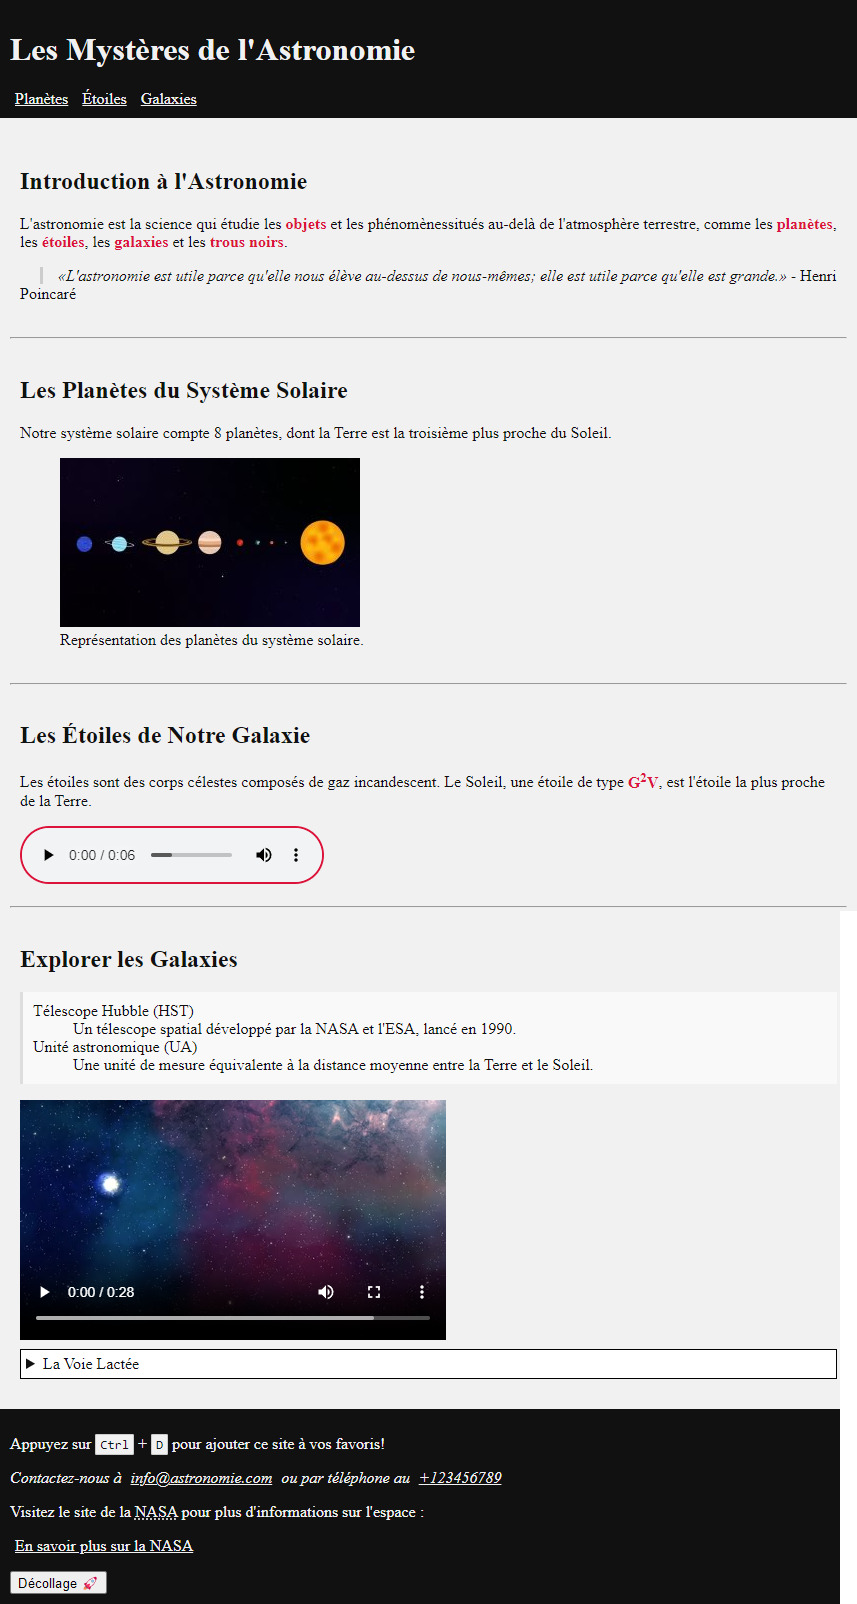 Les Mystères de l'Astronomie
Planètes Étoiles Galaxies
Introduction à l'Astronomie
L'astronomie est la science qui étudie les objets et les phénomènessitués au-delà de l'atmosphère terrestre, comme les planètes,
les étoiles, les galaxies et les trous noirs.
«L'astronomie est utile parce qu'elle nous élève au-dessus de nous-mêmes; elle est utile parce qu'elle est grande.» - Henri
Poincaré
Les Planètes du Système Solaire
Notre système solaire compte 8 planètes, dont la Terre est la troisième plus proche du Soleil.
Représentation des planètes du système solaire.
Les Étoiles de Notre Galaxie
Les étoiles sont des corps célestes composés de gaz incandescent. Le Soleil, une étoile de type G²V, est l'étoile la plus proche
de la Terre.
0:00 / 0:06
Explorer les Galaxies
Télescope Hubble (HST)
Un télescope spatial développé par la NASA et l'ESA, lancé en 1990.
Unité astronomique (UA)
Une unité de mesure équivalente à la distance moyenne entre la Terre et le Soleil.
0:00 / 0:28
La Voie Lactée
Appuyez sur Ctrl + D pour ajouter ce site à vos favoris!
Contactez-nous à info@astronomie.com ou par téléphone au +123456789
Visitez le site de la NASA pour plus d'informations sur l'espace :
En savoir plus sur la NASA
Décollage 🚀